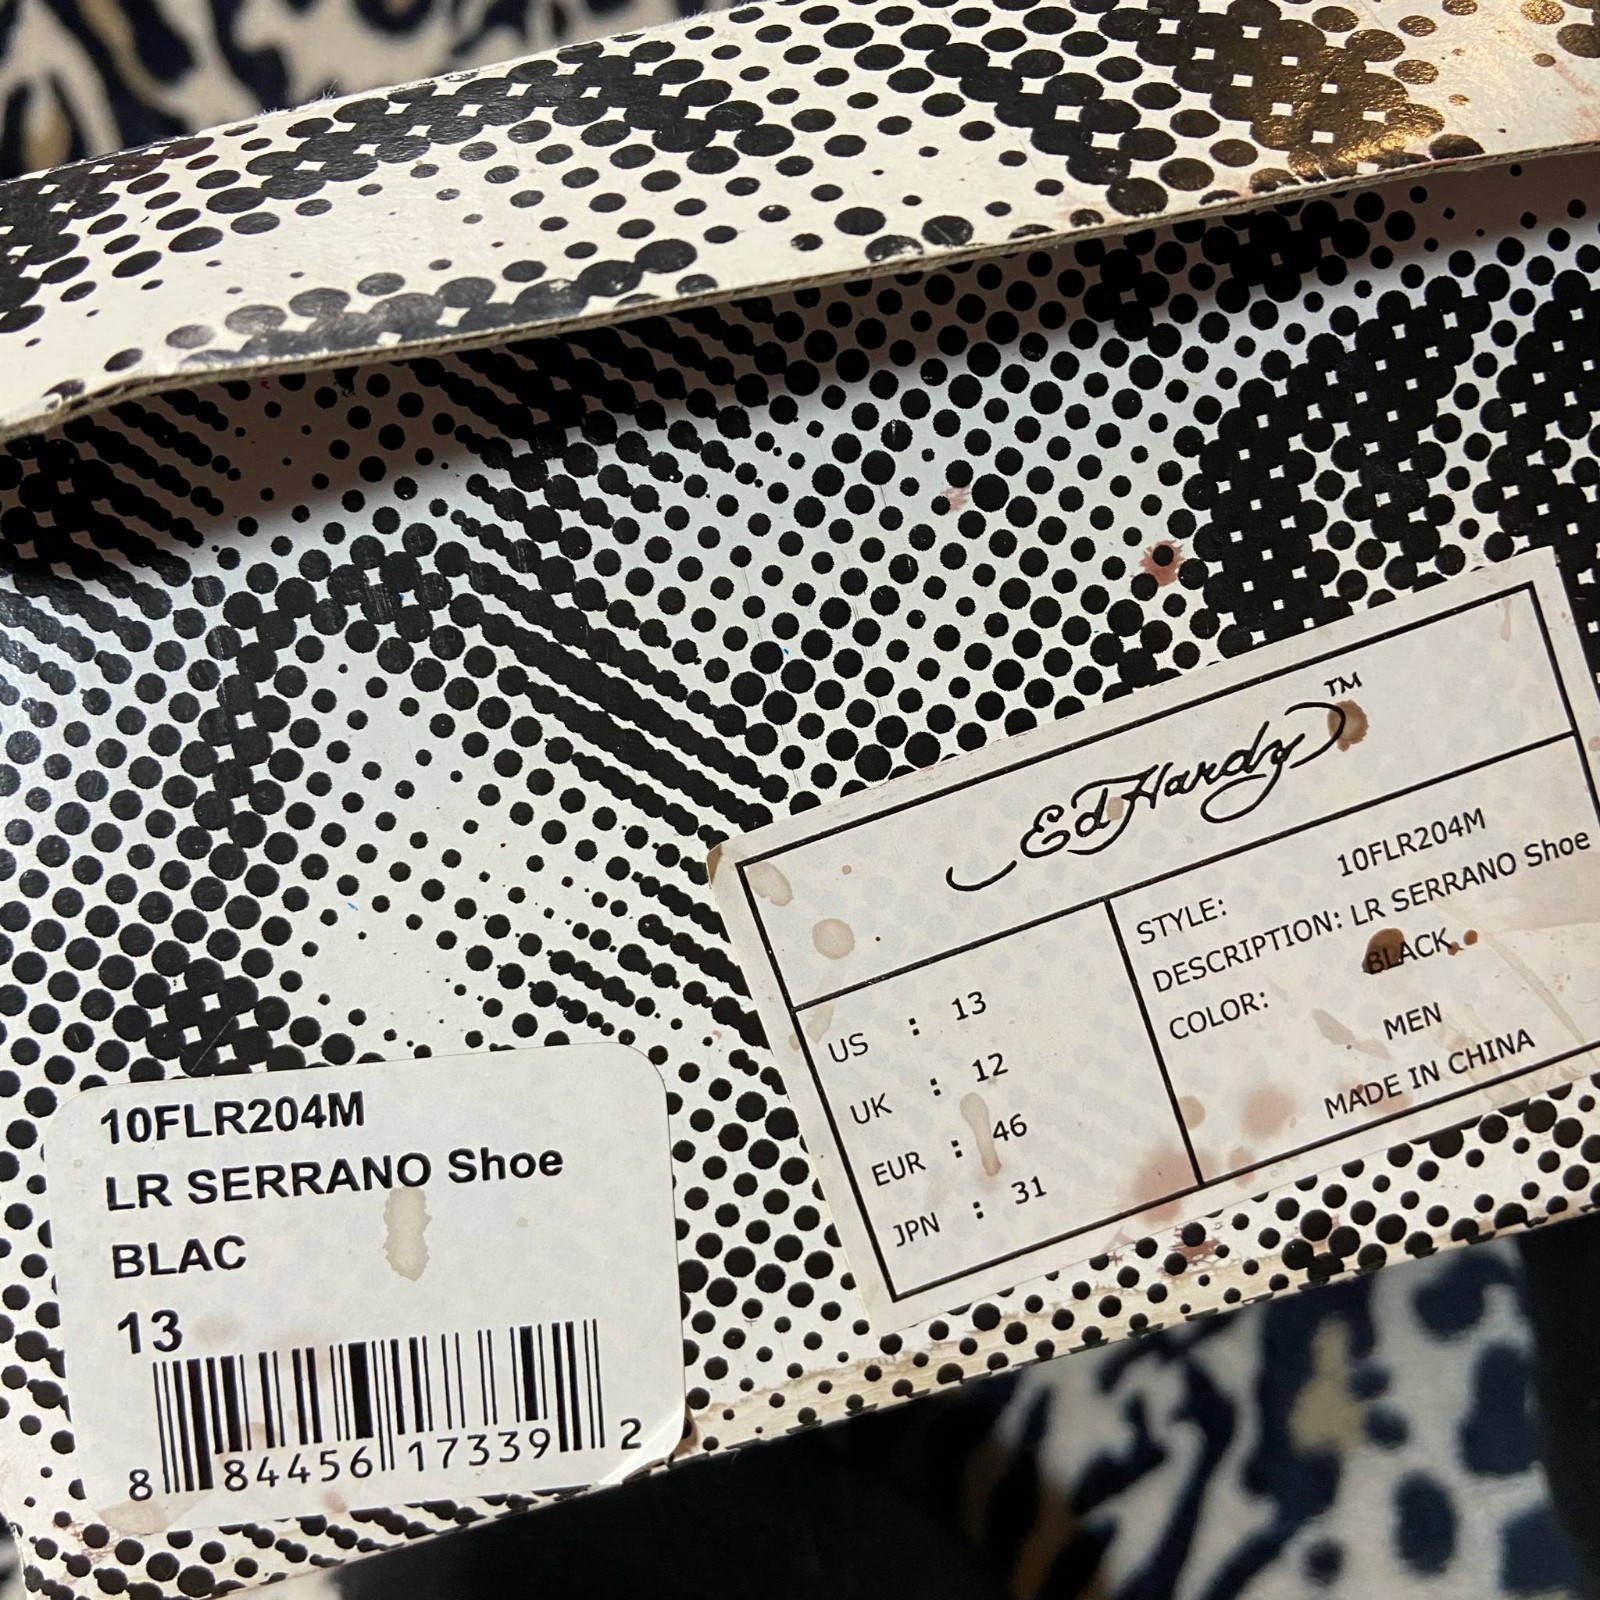 Ed Hardy™
US : 13
UK : 12
EUR : 46
JPN : 31
STYLE: 10FLR204M
DESCRIPTION: LR SERRANO Shoe
COLOR: BLACK
MEN
MADE IN CHINA
10FLR204M
LR SERRANO Shoe
BLAC
13
8 84456 17339 2